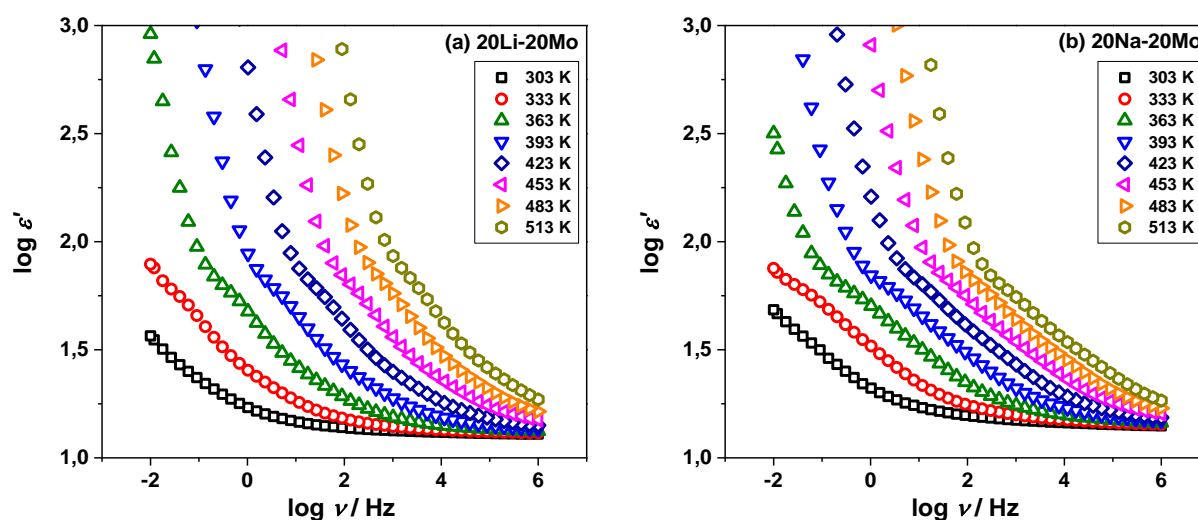 (a) 20Li-20Mo
303 K
333 K
363 K
393 K
423 K
453 K
483 K
513 K
log ε′
3,0
2,5
2,0
1,5
1,0
-2 0 2 4 6
log ν / Hz
(b) 20Na-20Mo
303 K
333 K
363 K
393 K
423 K
453 K
483 K
513 K
log ε′
3,0
2,5
2,0
1,5
1,0
-2 0 2 4 6
log ν / Hz